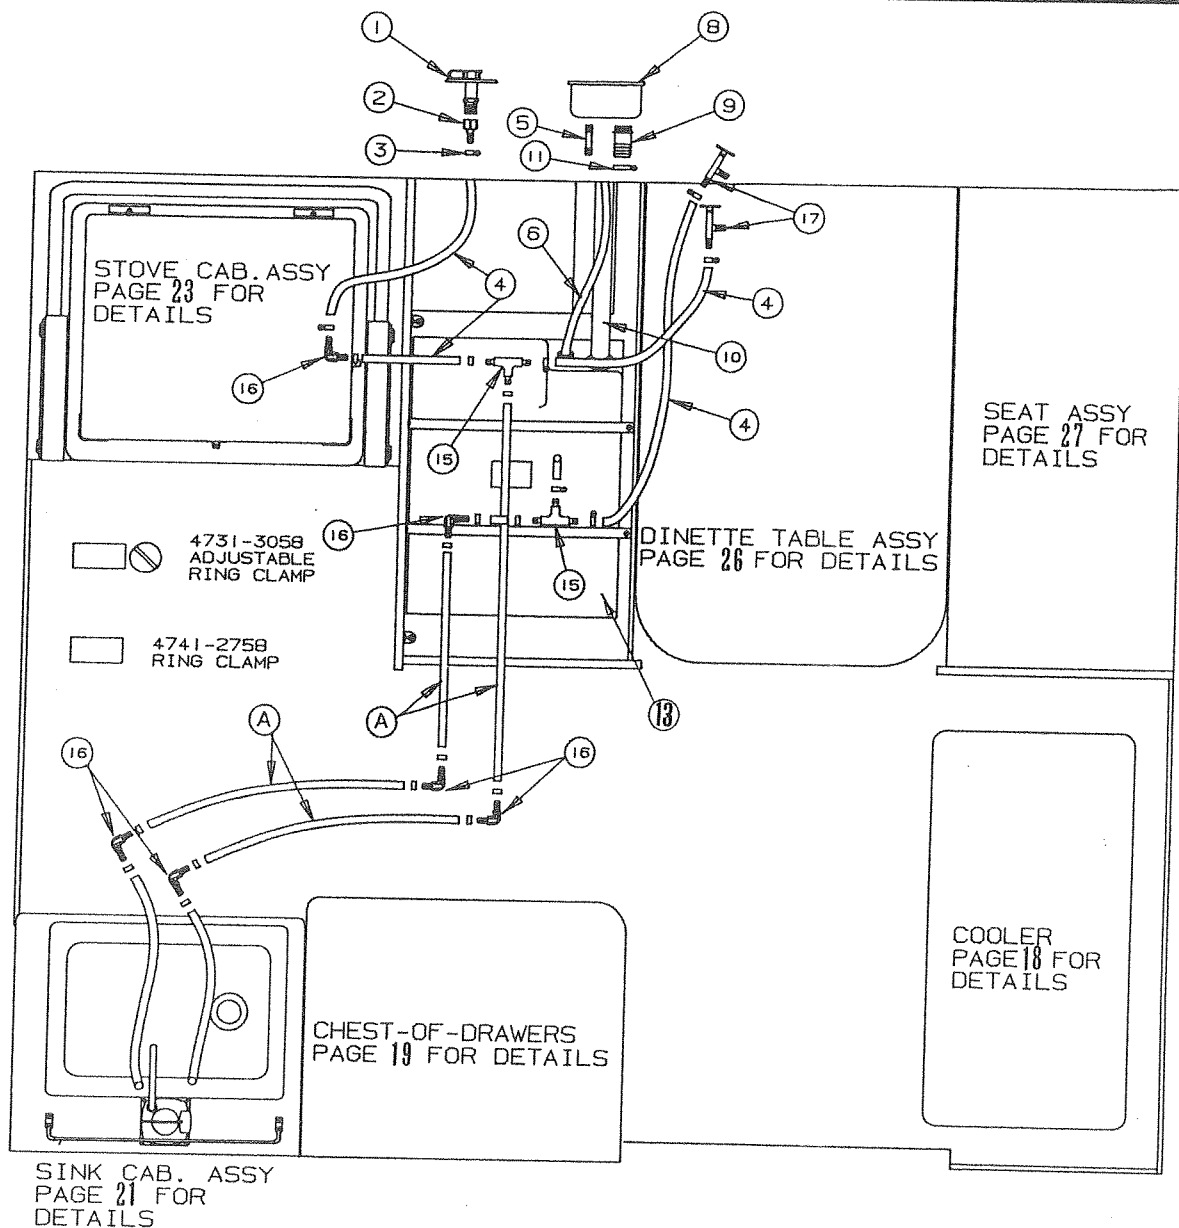 1
8
2
5
9
3
11
17
6
STOVE CAB. ASSY
PAGE 23 FOR
DETAILS
4
4
10
16
4
SEAT ASSY
PAGE 27 FOR
DETAILS
15
16
DINETTE TABLE ASSY
PAGE 26 FOR DETAILS
4731-3058
ADJUSTABLE
RING CLAMP
15
4741-2758
RING CLAMP
13
A
A
16
16
COOLER
PAGE 18 FOR
DETAILS
CHEST-OF-DRAWERS
PAGE 19 FOR DETAILS
SINK CAB. ASSY
PAGE 21 FOR
DETAILS